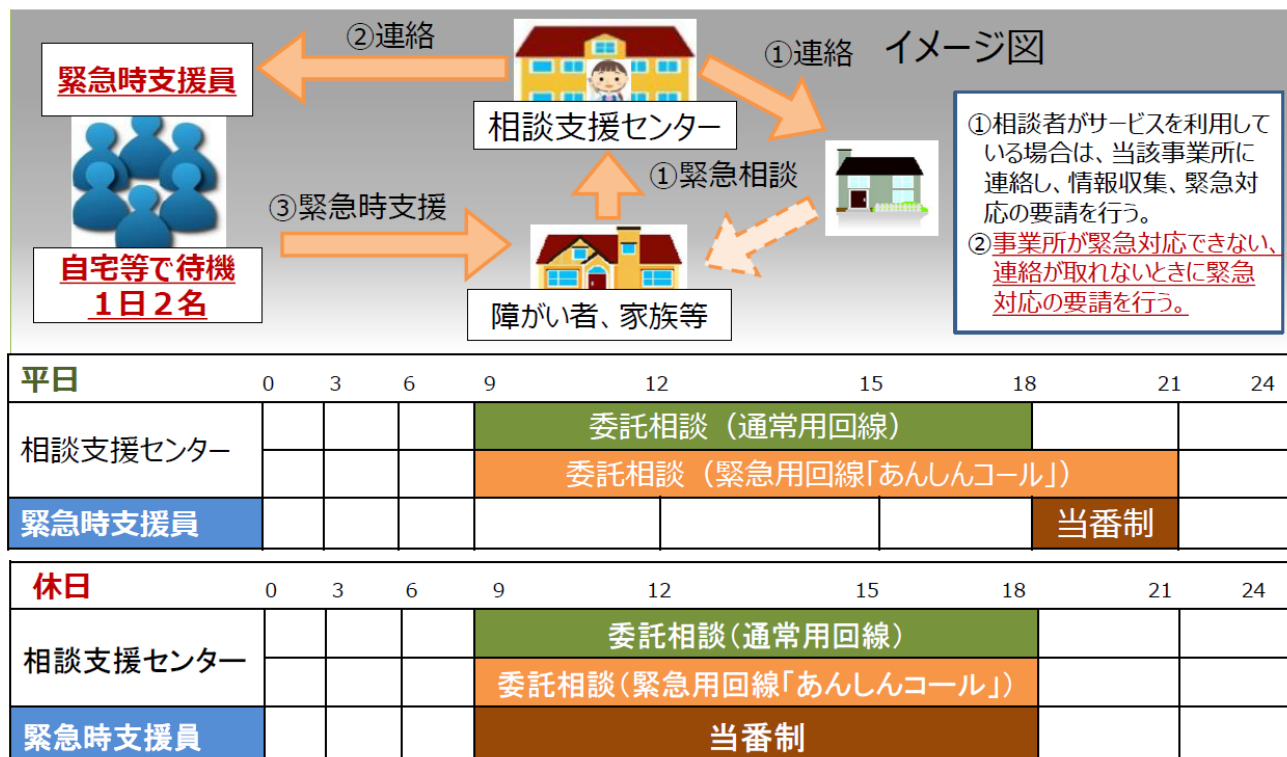 イメージ図
②連絡
①連絡
緊急時支援員
相談支援センター
①緊急相談
③緊急時支援
自宅等で待機
1日2名
障がい者、家族等
①相談者がサービスを利用して
いる場合は、当該事業所に
連絡し、情報収集、緊急対
応の要請を行う。
②事業所が緊急対応できない、
連絡が取れないときに緊急
対応の要請を行う。
平日 0 3 6 9 12 15 18 21 24
相談支援センター
委託相談（通常用回線）
委託相談（緊急用回線「あんしんコール」）
緊急時支援員 当番制
休日 0 3 6 9 12 15 18 21 24
相談支援センター
委託相談（通常用回線）
委託相談（緊急用回線「あんしんコール」）
緊急時支援員 当番制